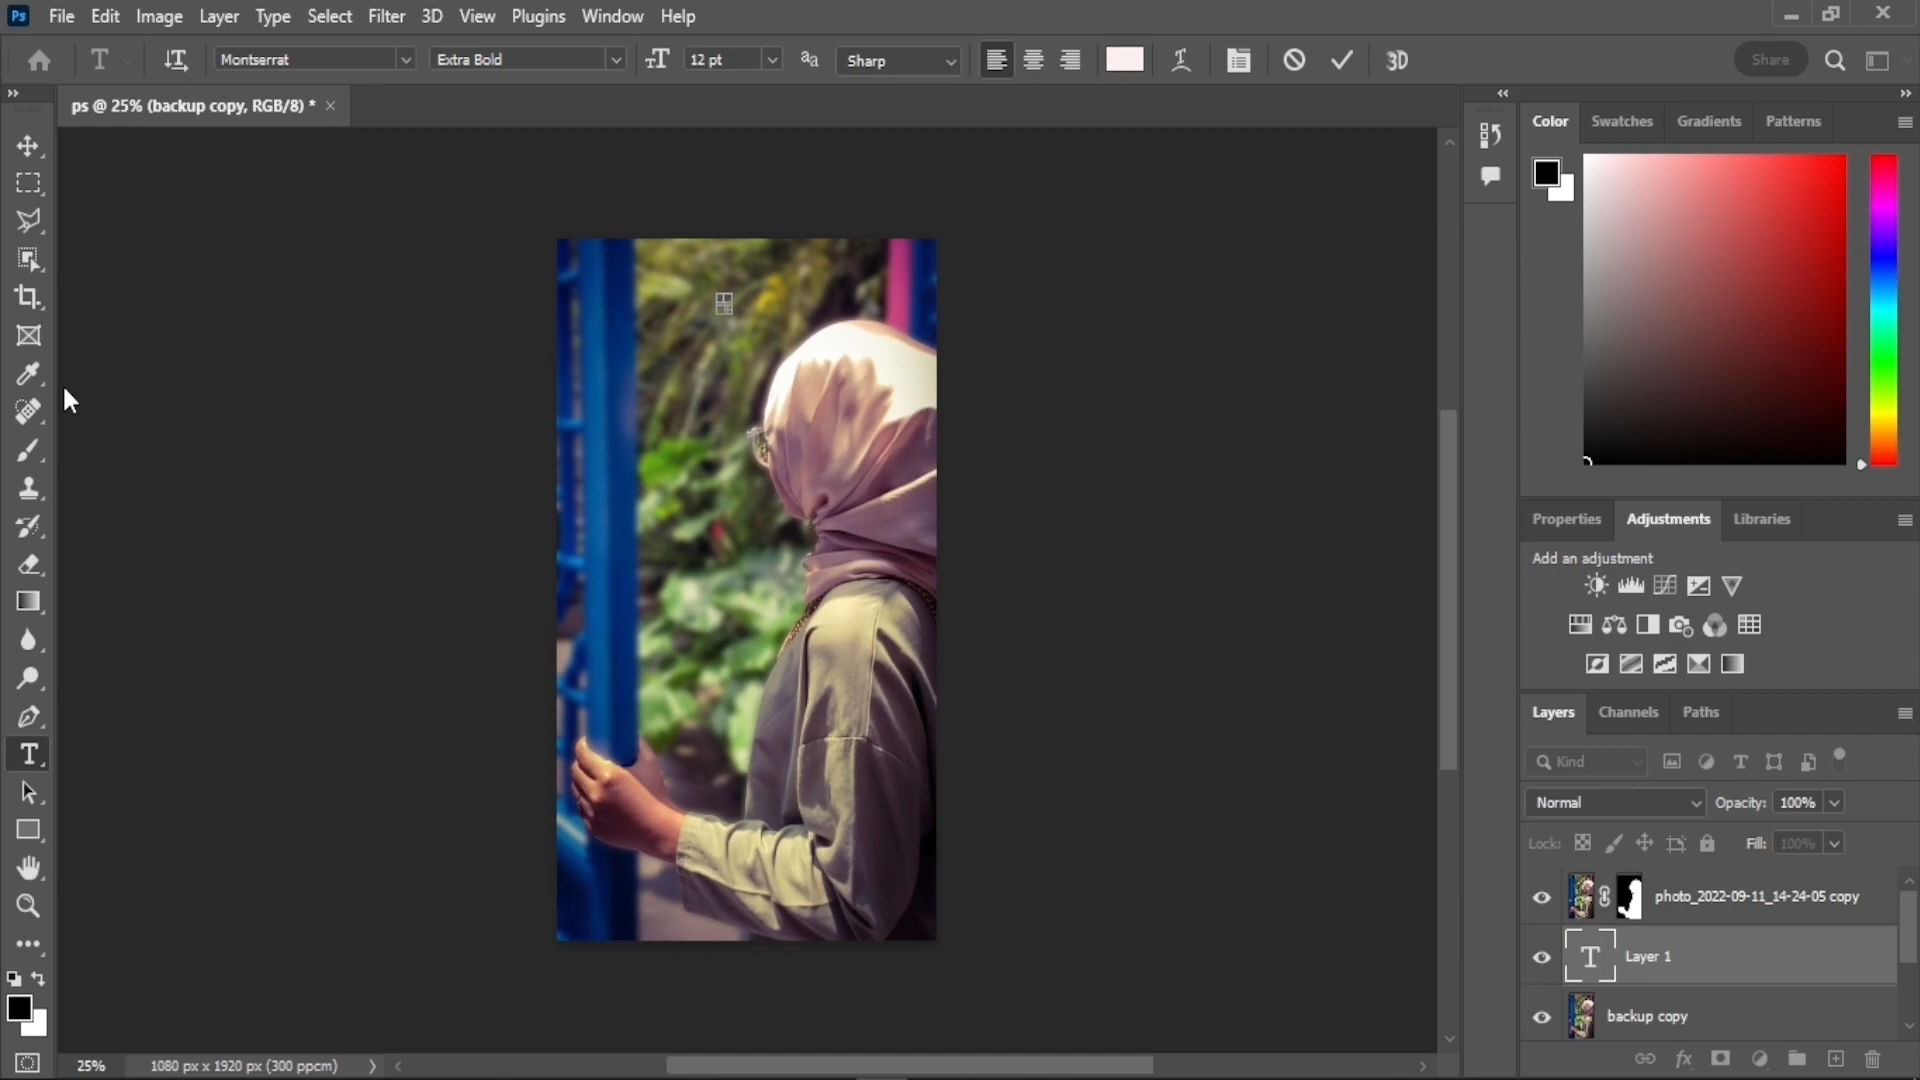 Ps File Edit Image Layer Type Select Filter 3D View Plugins Window Help
T Montserrat Extra Bold 12 pt Sharp 3D Share
ps @ 25% (backup copy, RGB/8) *
Color Swatches Gradients Patterns
Properties Adjustments Libraries
Add an adjustment
Layers Channels Paths
Kind
Normal Opacity: 100%
Lock: Fill: 100%
photo_2022-09-11_14-24-05 copy
T Layer 1
backup copy
25% 1080 px x 1920 px (300 ppcm)